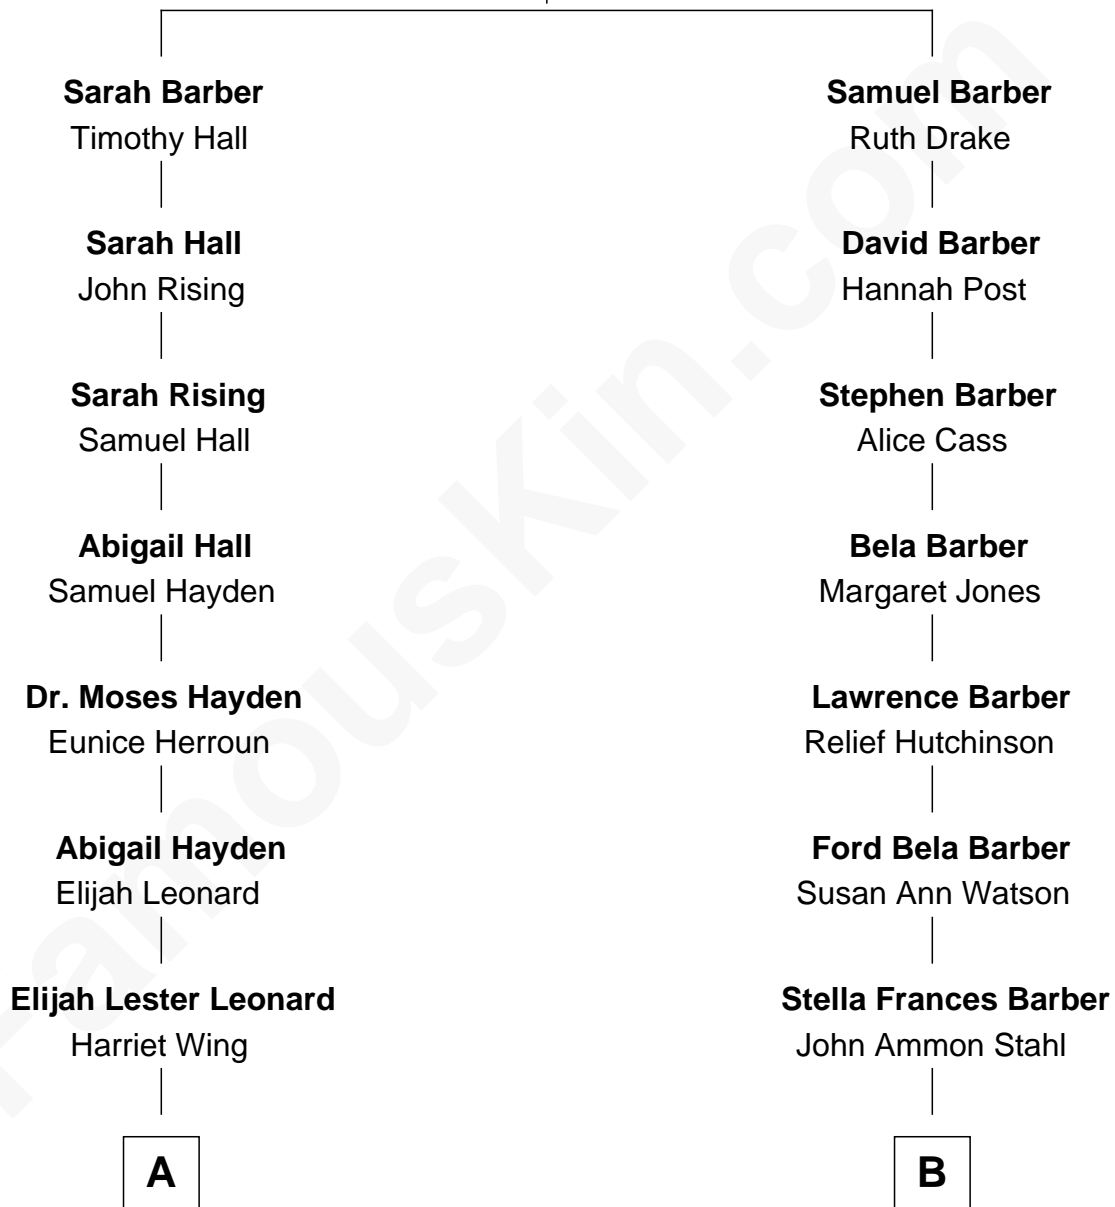 Sarah Barber
Timothy Hall
Sarah Hall
John Rising
Sarah Rising
Samuel Hall
Abigail Hall
Samuel Hayden
Dr. Moses Hayden
Eunice Herroun
Abigail Hayden
Elijah Leonard
Elijah Lester Leonard
Harriet Wing
A
Samuel Barber
Ruth Drake
David Barber
Hannah Post
Stephen Barber
Alice Cass
Bela Barber
Margaret Jones
Lawrence Barber
Relief Hutchinson
Ford Bela Barber
Susan Ann Watson
Stella Frances Barber
John Ammon Stahl
B
FamousKin.com